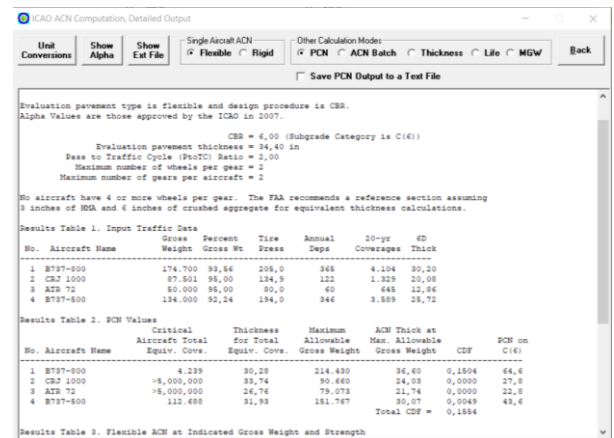 ICAO ACN Computation, Detailed Output
Unit Conversions
Show Alpha
Show Ext File
Single Aircraft ACN
Flexible Rigid
Other Calculation Modes
PCN ACN Batch Thickness Life MGW
Back
Save PCN Output to a Text File
Evaluation pavement type is flexible and design procedure is CBR.
Alpha Values are those approved by the ICAO in 2007.
CBR = 6,00 (Subgrade Category is C(6))
Evaluation pavement thickness = 34,40 in
Pass to Traffic Cycle (PtoTC) Ratio = 2,00
Maximum number of wheels per gear = 2
Maximum number of gears per aircraft = 2
No aircraft have 4 or more wheels per gear. The FAA recommends a reference section assuming
3 inches of HMA and 6 inches of crushed aggregate for equivalent thickness calculations.
Results Table 1. Input Traffic Data
Gross Percent Tire Annual 20-yr 6D
No. Aircraft Name Weight Gross Wt Press Deps Coverages Thick
1 B737-800 174.700 93,56 205,0 365 4.104 30,20
2 CRJ 1000 87.501 95,00 134,9 122 1.329 20,08
3 ATR 72 50.000 95,00 80,0 60 645 12,86
4 B737-500 134.000 92,24 194,0 346 3.589 25,72
Results Table 2. PCN Values
Critical Thickness Maximum ACN Thick at
Aircraft Total for Total Allowable Max. Allowable PCN on
No. Aircraft Name Equiv. Covs. Equiv. Covs. Gross Weight Gross Weight CDF C(6)
1 B737-800 4.239 30,28 214.430 36,60 0,1504 64,6
2 CRJ 1000 >5,000,000 33,74 90.660 24,03 0,0000 27,8
3 ATR 72 >5,000,000 26,76 79.073 21,74 0,0000 22,8
4 B737-500 112.688 31,93 151.767 30,07 0,0049 43,6
Total CDF = 0,1554
Results Table 3. Flexible ACN at Indicated Gross Weight and Strength